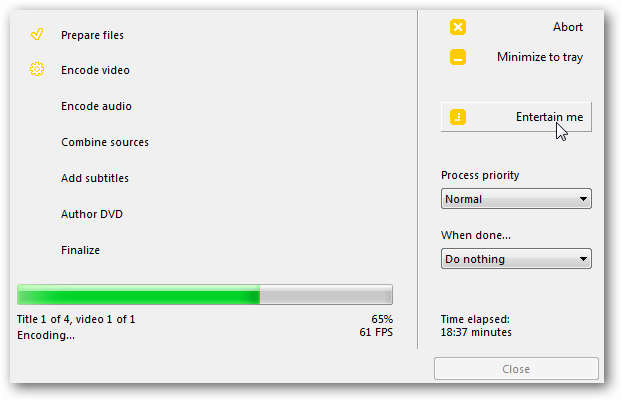 Prepare files
Encode video
Encode audio
Combine sources
Add subtitles
Author DVD
Finalize
Title 1 of 4, video 1 of 1
65%
Encoding...
61 FPS
Abort
Minimize to tray
Entertain me
Process priority
Normal
When done...
Do nothing
Time elapsed:
18:37 minutes
Close